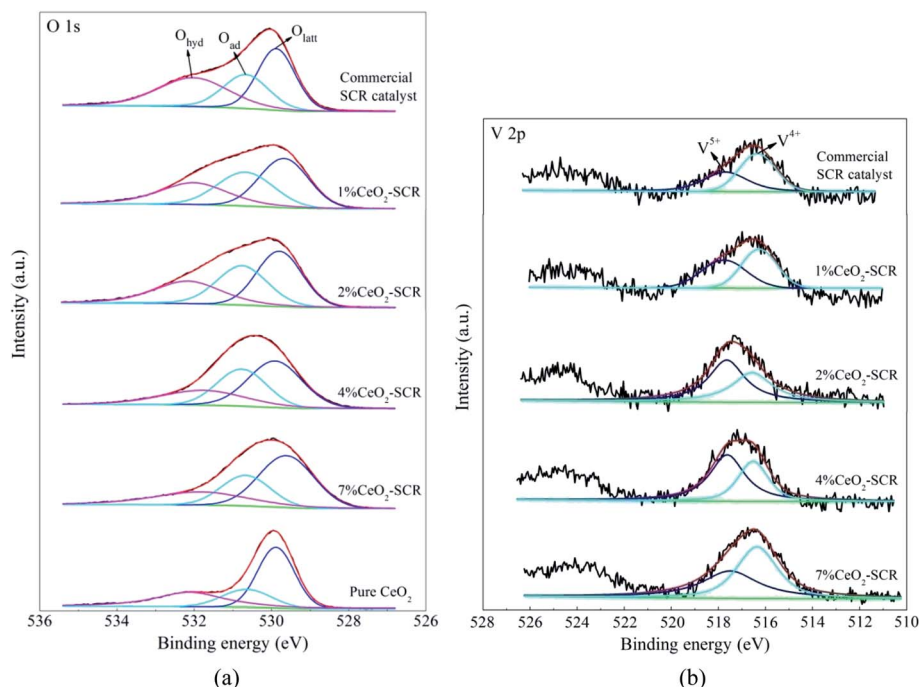 O 1s
O_hyd O_ad O_latt
Commercial
SCR catalyst
1%CeO₂-SCR
2%CeO₂-SCR
4%CeO₂-SCR
7%CeO₂-SCR
Pure CeO₂
Intensity (a.u.)
536 534 532 530 528 526
Binding energy (eV)
(a)
V 2p
V⁵⁺ V⁴⁺
Commercial
SCR catalyst
1%CeO₂-SCR
2%CeO₂-SCR
4%CeO₂-SCR
7%CeO₂-SCR
Intensity (a.u.)
528 526 524 522 520 518 516 514 512 510
Binding energy (eV)
(b)